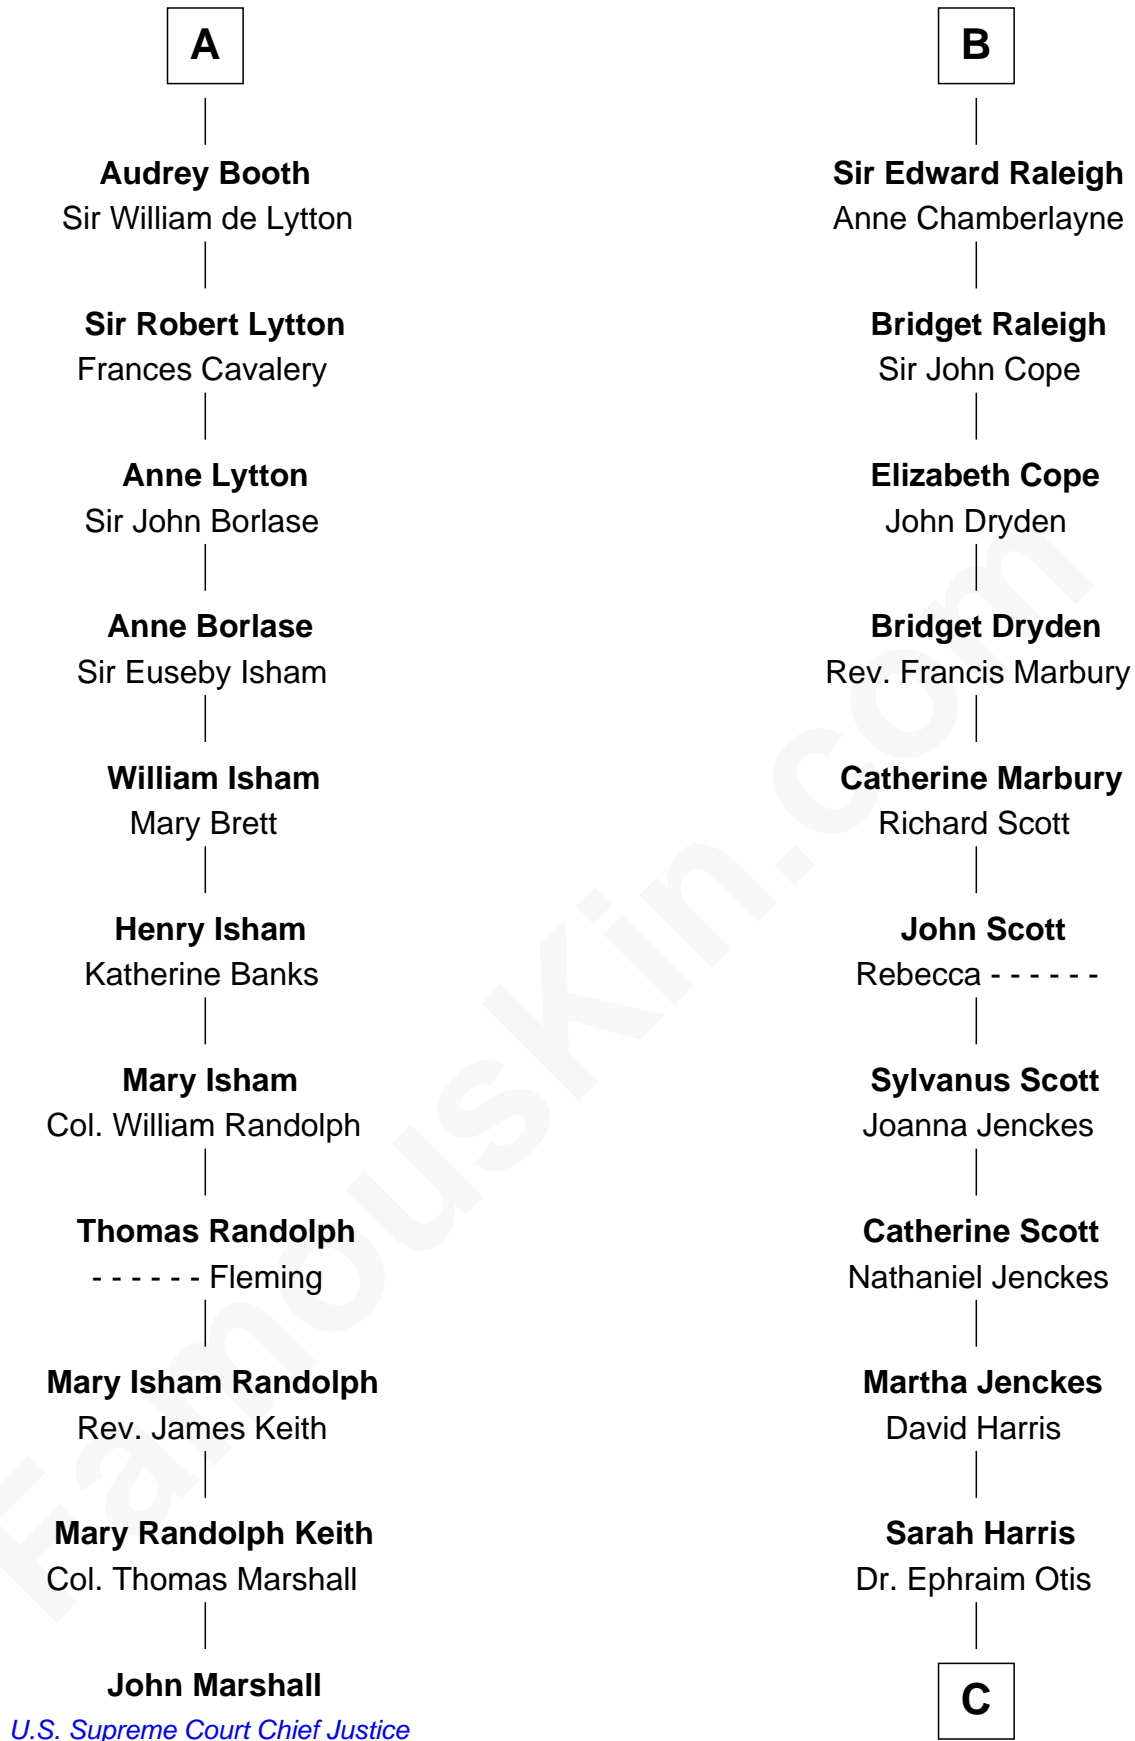 A
Audrey Booth
Sir William de Lytton
Sir Robert Lytton
Frances Cavalery
Anne Lytton
Sir John Borlase
Anne Borlase
Sir Euseby Isham
William Isham
Mary Brett
Henry Isham
Katherine Banks
Mary Isham
Col. William Randolph
Thomas Randolph
- - - - - - Fleming
Mary Isham Randolph
Rev. James Keith
Mary Randolph Keith
Col. Thomas Marshall
John Marshall
U.S. Supreme Court Chief Justice
B
Sir Edward Raleigh
Anne Chamberlayne
Bridget Raleigh
Sir John Cope
Elizabeth Cope
John Dryden
Bridget Dryden
Rev. Francis Marbury
Catherine Marbury
Richard Scott
John Scott
Rebecca - - - - - -
Sylvanus Scott
Joanna Jenckes
Catherine Scott
Nathaniel Jenckes
Martha Jenckes
David Harris
Sarah Harris
Dr. Ephraim Otis
C
FamousKin.com